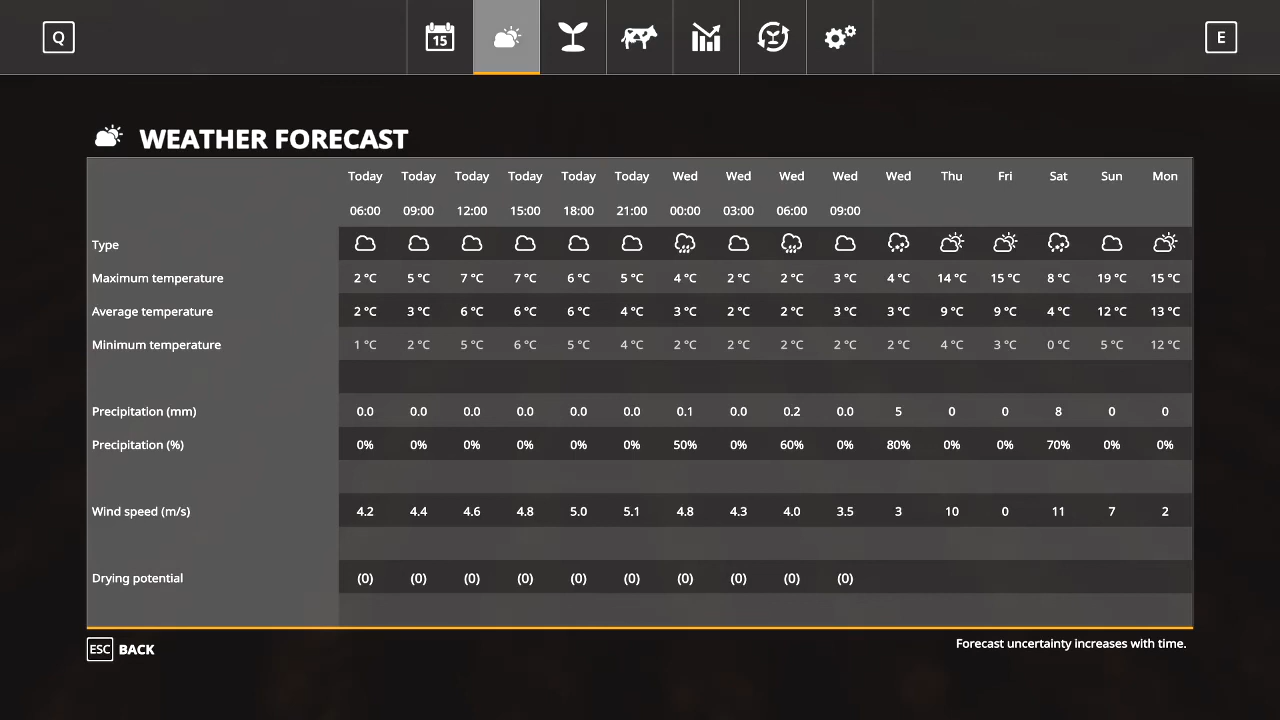 Q
15
E
WEATHER FORECAST
Today Today Today Today Today Today Wed Wed Wed Wed Wed Thu Fri Sat Sun Mon
06:00 09:00 12:00 15:00 18:00 21:00 00:00 03:00 06:00 09:00
Type
Maximum temperature 2 °C 5 °C 7 °C 7 °C 6 °C 5 °C 4 °C 2 °C 2 °C 3 °C 4 °C 14 °C 15 °C 8 °C 19 °C 15 °C
Average temperature 2 °C 3 °C 6 °C 6 °C 6 °C 4 °C 3 °C 2 °C 2 °C 3 °C 3 °C 9 °C 9 °C 4 °C 12 °C 13 °C
Minimum temperature 1 °C 2 °C 5 °C 6 °C 5 °C 4 °C 2 °C 2 °C 2 °C 2 °C 2 °C 4 °C 3 °C 0 °C 5 °C 12 °C
Precipitation (mm) 0.0 0.0 0.0 0.0 0.0 0.0 0.1 0.0 0.2 0.0 5 0 0 8 0 0
Precipitation (%) 0% 0% 0% 0% 0% 0% 50% 0% 60% 0% 80% 0% 0% 70% 0% 0%
Wind speed (m/s) 4.2 4.4 4.6 4.8 5.0 5.1 4.8 4.3 4.0 3.5 3 10 0 11 7 2
Drying potential (0) (0) (0) (0) (0) (0) (0) (0) (0) (0)
ESC BACK
Forecast uncertainty increases with time.